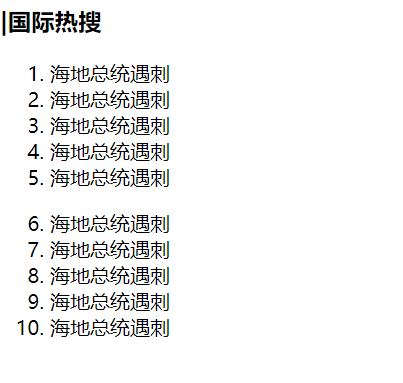 |国际热搜
1. 海地总统遇刺
2. 海地总统遇刺
3. 海地总统遇刺
4. 海地总统遇刺
5. 海地总统遇刺
6. 海地总统遇刺
7. 海地总统遇刺
8. 海地总统遇刺
9. 海地总统遇刺
10. 海地总统遇刺